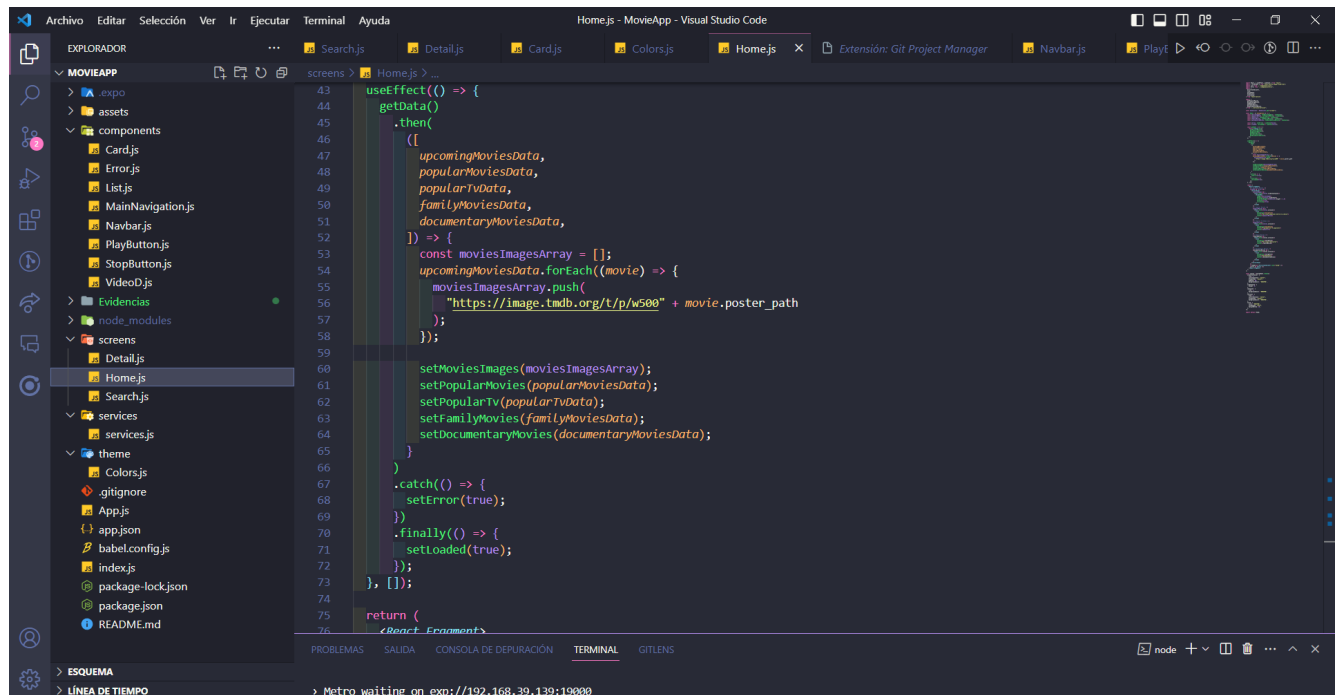 Archivo Editar Selección Ver Ir Ejecutar Terminal Ayuda
Home.js - MovieApp - Visual Studio Code
EXPLORADOR
Search.js Detail.js Card.js Colors.js Home.js Extensión: Git Project Manager Navbar.js
MOVIEAPP
screens > Home.js > ...
.expo
assets
components
Card.js
Error.js
List.js
MainNavigation.js
Navbar.js
PlayButton.js
StopButton.js
VideoD.js
Evidencias
node_modules
screens
Detail.js
Home.js
Search.js
services
services.js
theme
Colors.js
.gitignore
App.js
app.json
babel.config.js
index.js
package-lock.json
package.json
README.md
ESQUEMA
LÍNEA DE TIEMPO
2
43 useEffect(() => {
44 getData()
45 .then(
46 ([
47 upcomingMoviesData,
48 popularMoviesData,
49 popularTvData,
50 familyMoviesData,
51 documentaryMoviesData,
52 ]) => {
53 const moviesImagesArray = [];
54 upcomingMoviesData.forEach((movie) => {
55 moviesImagesArray.push(
56 "https://image.tmdb.org/t/p/w500" + movie.poster_path
57 );
58 });
59
60 setMoviesImages(moviesImagesArray);
61 setPopularMovies(popularMoviesData);
62 setPopularTv(popularTvData);
63 setFamilyMovies(familyMoviesData);
64 setDocumentaryMovies(documentaryMoviesData);
65 }
66 )
67 .catch(() => {
68 setError(true);
69 })
70 .finally(() => {
71 setLoaded(true);
72 });
73 }, []);
74
75 return (
76 <React Fragment>
PROBLEMAS SALIDA CONSOLA DE DEPURACIÓN TERMINAL GITLENS
node
› Metro waiting on exp://192.168.39.139:19000